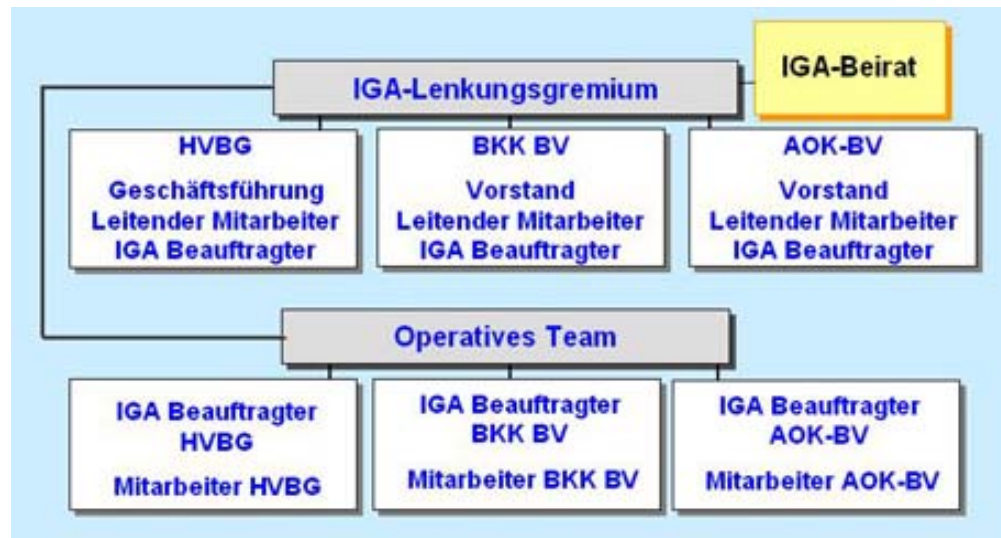 IGA-Beirat
IGA-Lenkungsgremium
HVBG
Geschäftsführung
Leitender Mitarbeiter
IGA Beauftragter
BKK BV
Vorstand
Leitender Mitarbeiter
IGA Beauftragter
AOK-BV
Vorstand
Leitender Mitarbeiter
IGA Beauftragter
Operatives Team
IGA Beauftragter
HVBG
Mitarbeiter HVBG
IGA Beauftragter
BKK BV
Mitarbeiter BKK BV
IGA Beauftragter
AOK-BV
Mitarbeiter AOK-BV